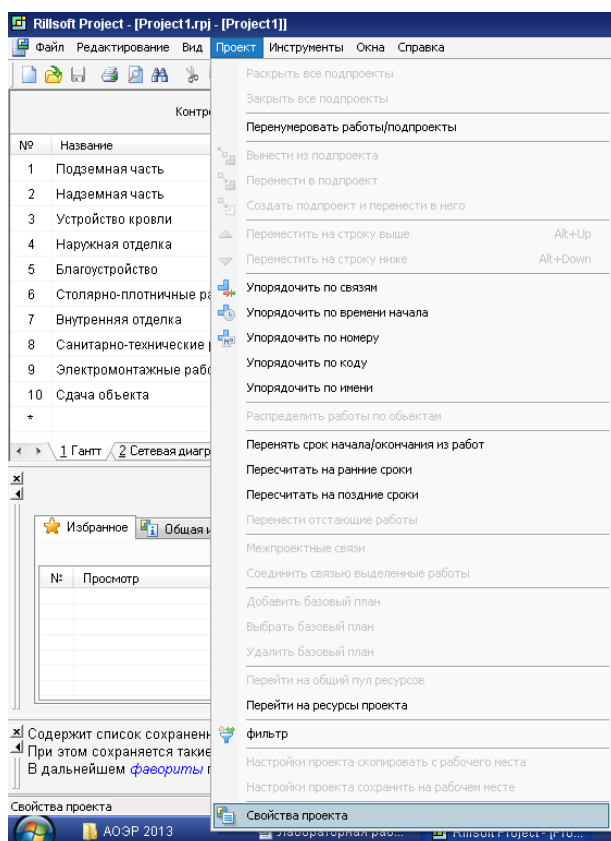 Rillsoft Project - [Project1.rpj - [Project1]]
Файл Редактирование Вид Проект Инструменты Окна Справка
Раскрыть все подпроекты
Закрыть все подпроекты
Перенумеровать работы/подпроекты
Вынести из подпроекта
Перенести в подпроект
Создать подпроект и перенести в него
Переместить на строку выше Alt+Up
Переместить на строку ниже Alt+Down
Упорядочить по связям
Упорядочить по времени начала
Упорядочить по номеру
Упорядочить по коду
Упорядочить по имени
Распределить работы по объектам
Перенять срок начала/окончания из работ
Пересчитать на ранние сроки
Пересчитать на поздние сроки
Перенести отстающие работы
Межпроектные связи
Соединить связью выделенные работы
Добавить базовый план
Выбрать базовый план
Удалить базовый план
Перейти на общий пул ресурсов
Перейти на ресурсы проекта
фильтр
Настройки проекта скопировать с рабочего места
Настройки проекта сохранить на рабочем месте
Свойства проекта
Контр
№ Название
1 Подземная часть
2 Надземная часть
3 Устройство кровли
4 Наружная отделка
5 Благоустройство
6 Столярно-плотничные ра
7 Внутренняя отделка
8 Санитарно-технические
9 Электромонтажные рабо
10 Сдача объекта
*
1 Гантт 2 Сетевая диагр
Избранное Общая и
№ Просмотр
Содержит список сохраненн
При этом сохраняется такие
В дальнейшем фавориты
Свойства проекта
АОЭР 2013 Лабораторная раб... Rillsoft Project - [Pro...